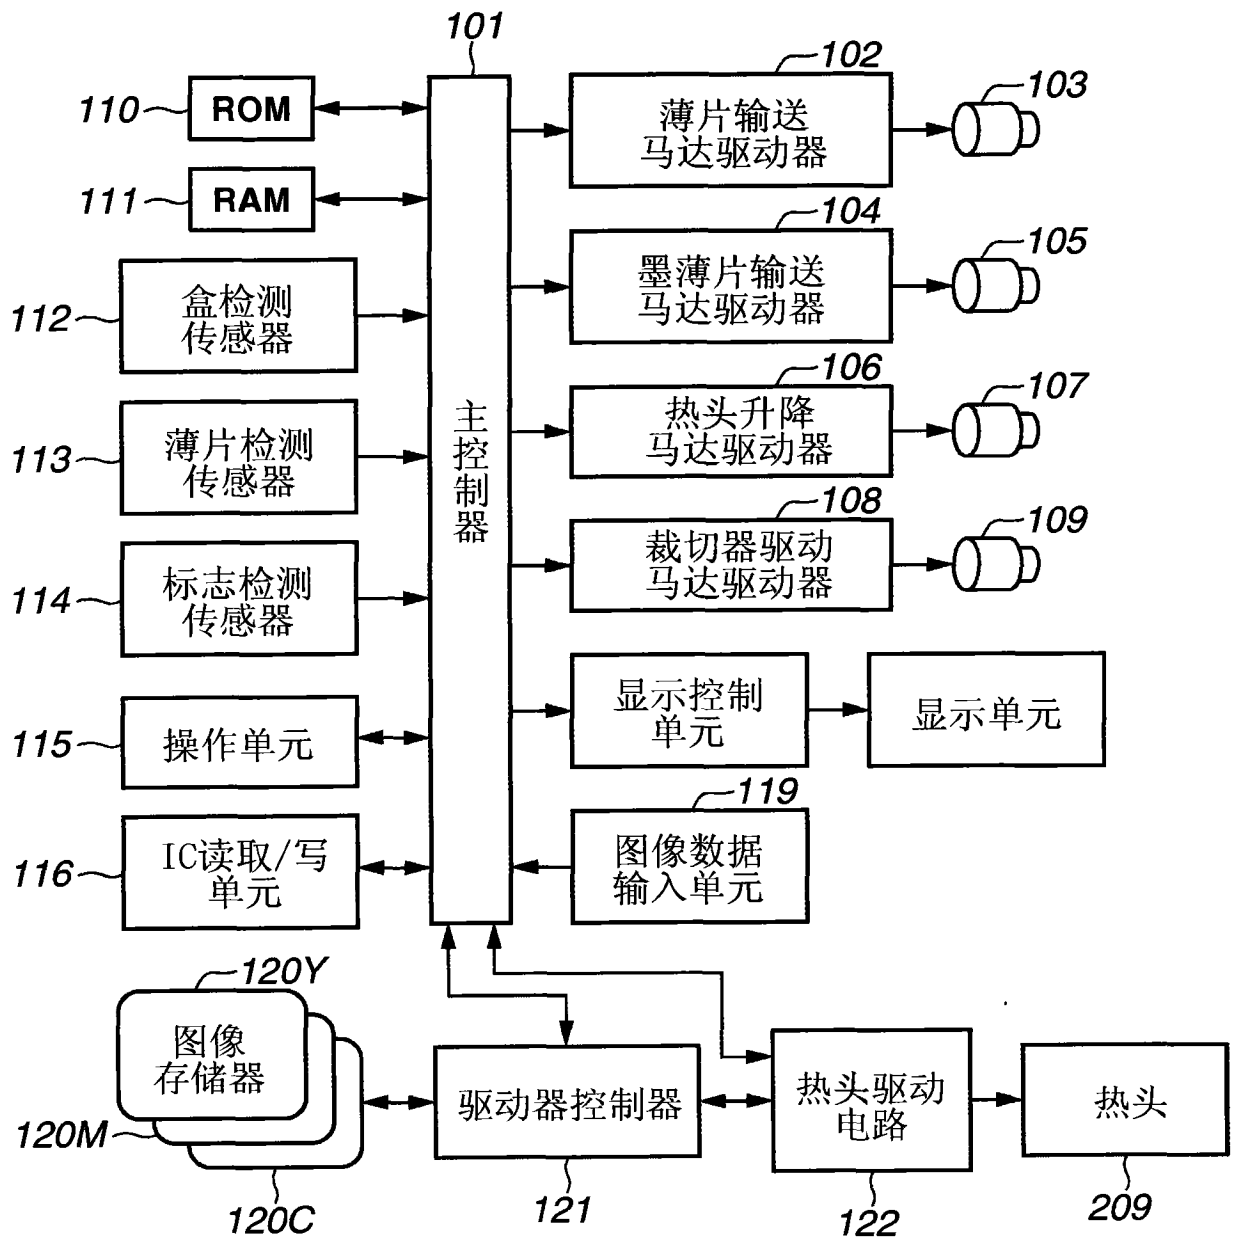 101
110
ROM
111
RAM
112
盒检测
传感器
113
薄片检测
传感器
114
标志检测
传感器
115
操作单元
116
IC读取/写
单元
主控制器
102
薄片输送
马达驱动器
103
104
墨薄片输送
马达驱动器
105
106
热头升降
马达驱动器
107
108
裁切器驱动
马达驱动器
109
显示控制
单元
显示单元
119
图像数据
输入单元
120Y
图像
存储器
120M
120C
驱动器控制器
121
热头驱动
电路
122
热头
209